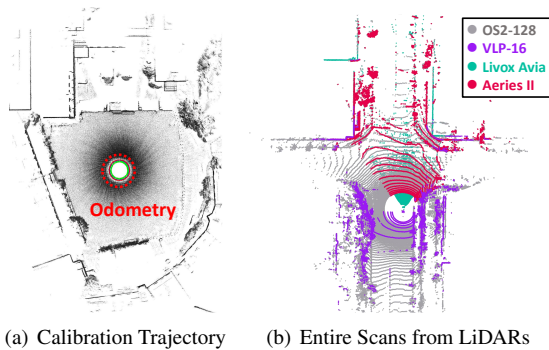 Odometry
OS2-128
VLP-16
Livox Avia
Aeries II
(a) Calibration Trajectory
(b) Entire Scans from LiDARs